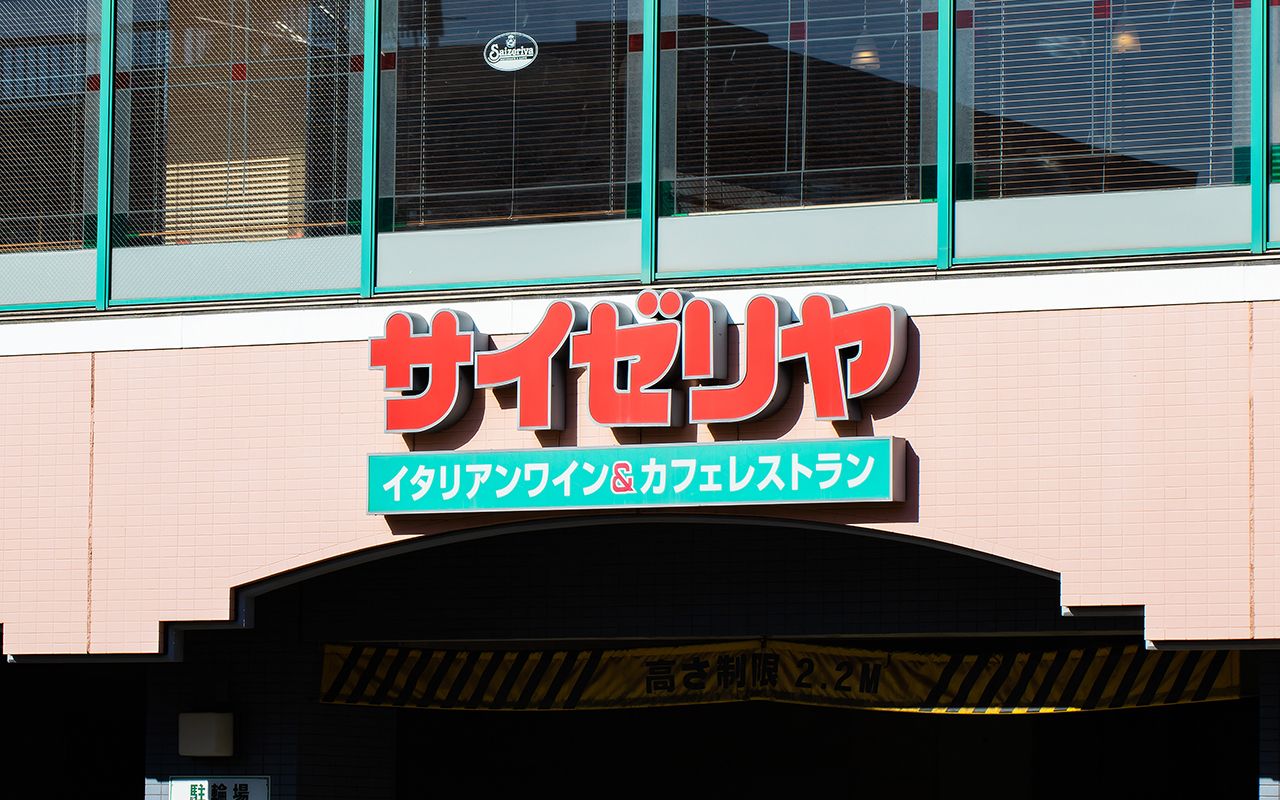 Saizeriya
サイゼリヤ
イタリアンワイン&カフェレストラン
高さ制限 2.2M
駐輪場